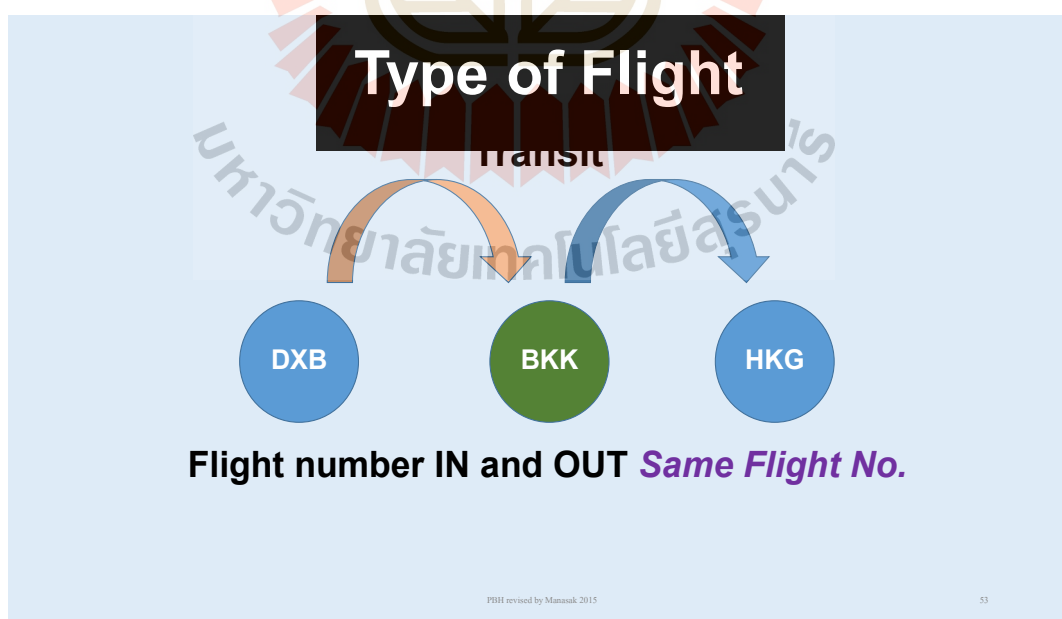 Type of Flight
Transit
มหาวิทยาลัยเทคโนโลยีสุรนารี
DXB
BKK
HKG
Flight number IN and OUT Same Flight No.
PBH revised by Manasak 2015
53